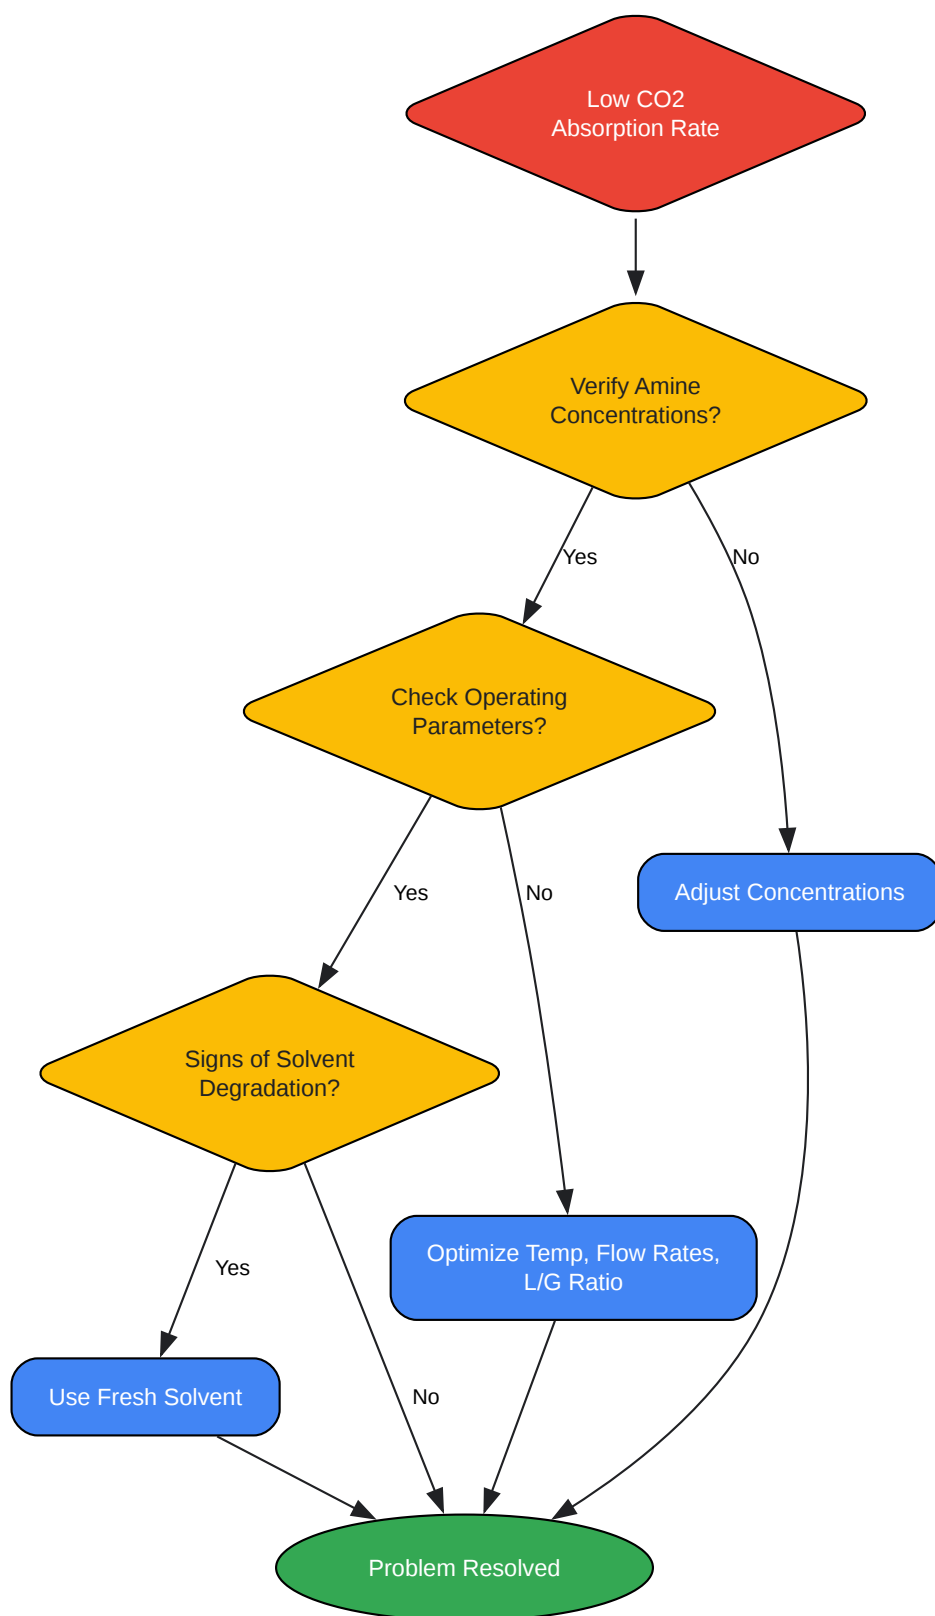 Low CO2
Absorption Rate
Verify Amine
Concentrations?
Yes
No
Check Operating
Parameters?
Yes
No
Adjust Concentrations
Signs of Solvent
Degradation?
Yes
Optimize Temp, Flow Rates,
L/G Ratio
Use Fresh Solvent
No
Problem Resolved